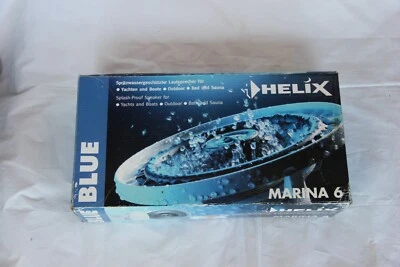 Spritzwassergeschützte Lautsprecher für
• Yachten und Boote • Outdoor • Bad und Sauna
Splash-Proof Speaker for
• Yachts and Boats • Outdoor • Bath and Sauna
HELIX
BLUE
MARINA 6